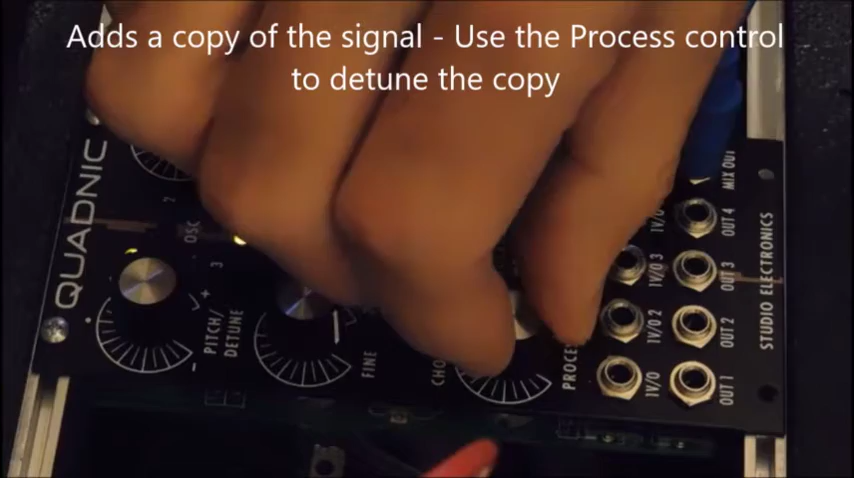 Adds a copy of the signal - Use the Process control
to detune the copy
QUADNIC
2
OSC
3
+
PITCH/
DETUNE
-
FINE
1V/O 3
1V/O 2
1V/O
MIX OUT
OUT 4
OUT 3
OUT 2
OUT 1
STUDIO ELECTRONICS